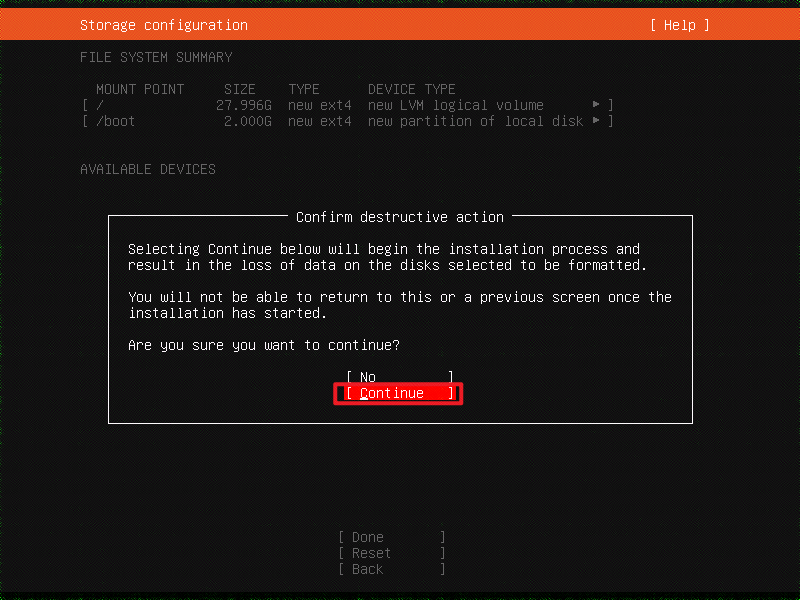 Storage configuration [ Help ]
FILE SYSTEM SUMMARY
MOUNT POINT SIZE TYPE DEVICE TYPE
[ / 27.996G new ext4 new LVM logical volume ▸ ]
[ /boot 2.000G new ext4 new partition of local disk ▸ ]
AVAILABLE DEVICES
Confirm destructive action
Selecting Continue below will begin the installation process and
result in the loss of data on the disks selected to be formatted.
You will not be able to return to this or a previous screen once the
installation has started.
Are you sure you want to continue?
[ No ]
[ Continue ]
[ Done ]
[ Reset ]
[ Back ]